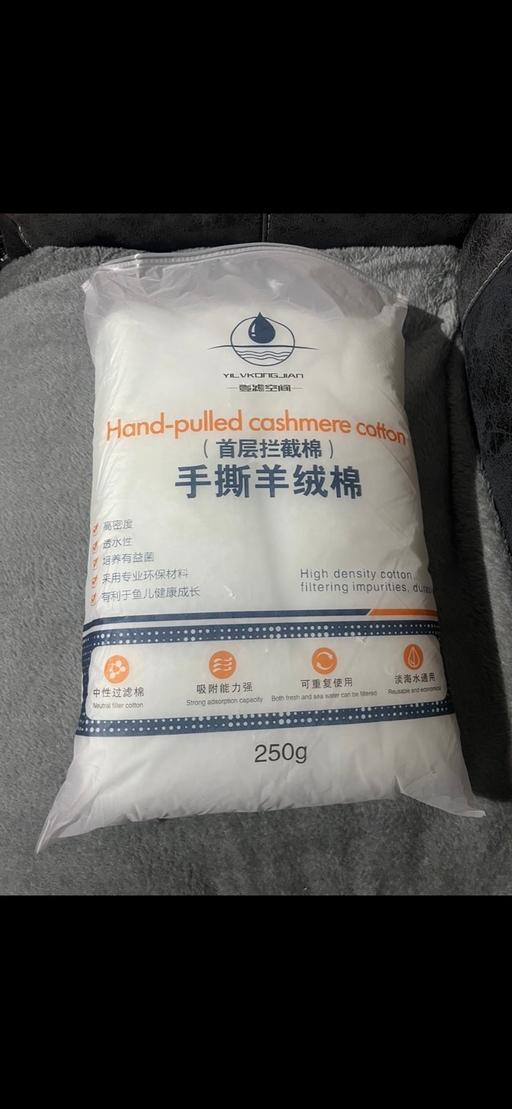 YILVKONGJIAN
壹滤空间
Hand-pulled cashmere cotton
（首层拦截棉）
手撕羊绒棉
高密度
透水性
培养有益菌
采用专业环保材料
有利于鱼儿健康成长
High density cotton,
filtering impurities,
中性过滤棉
Neutral filter cotton
吸附能力强
Strong adsorption capacity
可重复使用
Both fresh and sea water can be filtered
淡海水通用
Reusable and economical
250g